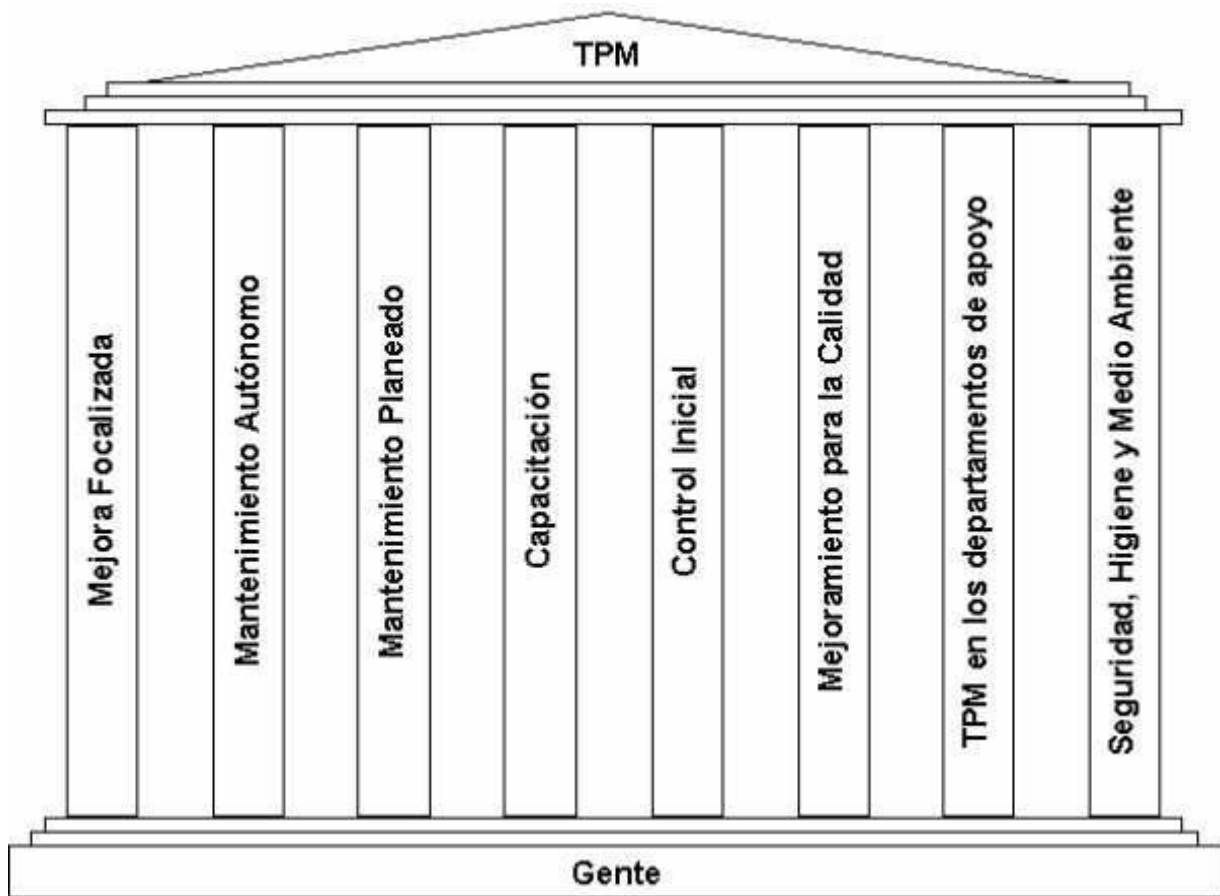 TPM
Mejora Focalizada
Mantenimiento Autónomo
Mantenimiento Planeado
Capacitación
Control Inicial
Mejoramiento para la Calidad
TPM en los departamentos de apoyo
Seguridad, Higiene y Medio Ambiente
Gente